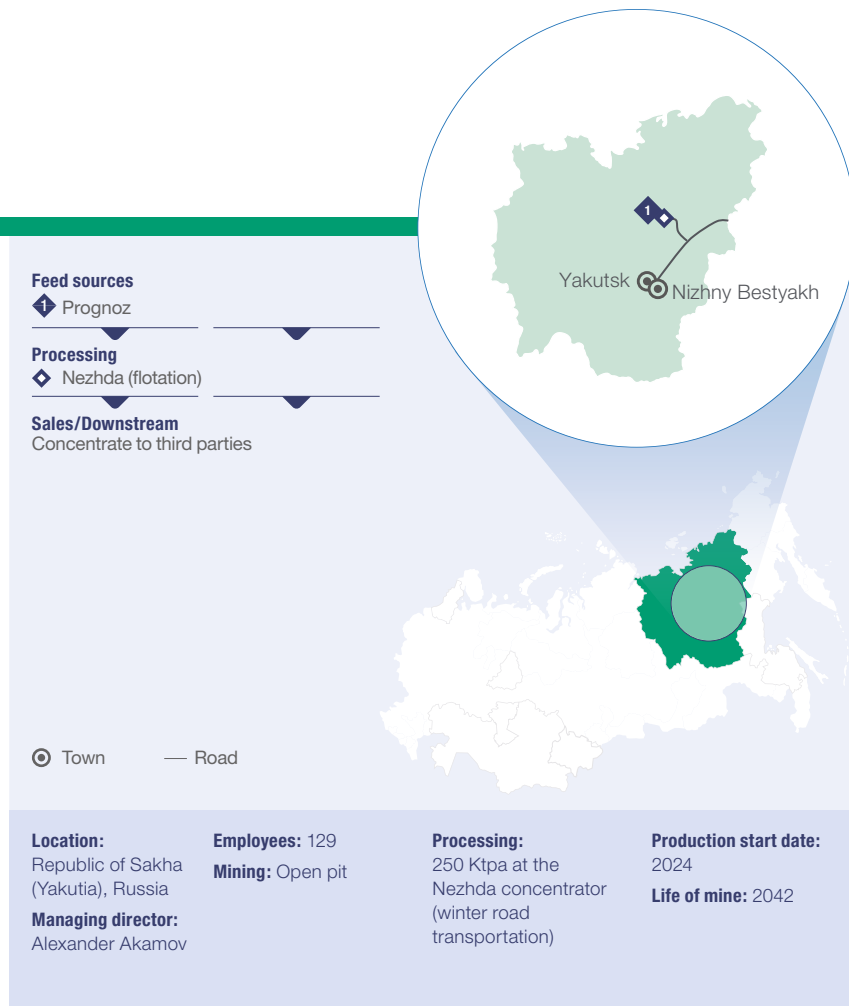 1
Yakutsk
Nizhny Bestyakh
Feed sources
1 Prognoz
Processing
Nezhda (flotation)
Sales/Downstream
Concentrate to third parties
Town
Road
Location:
Republic of Sakha
(Yakutia), Russia
Managing director:
Alexander Akamov
Employees: 129
Mining: Open pit
Processing:
250 Ktpa at the
Nezhda concentrator
(winter road
transportation)
Production start date:
2024
Life of mine: 2042